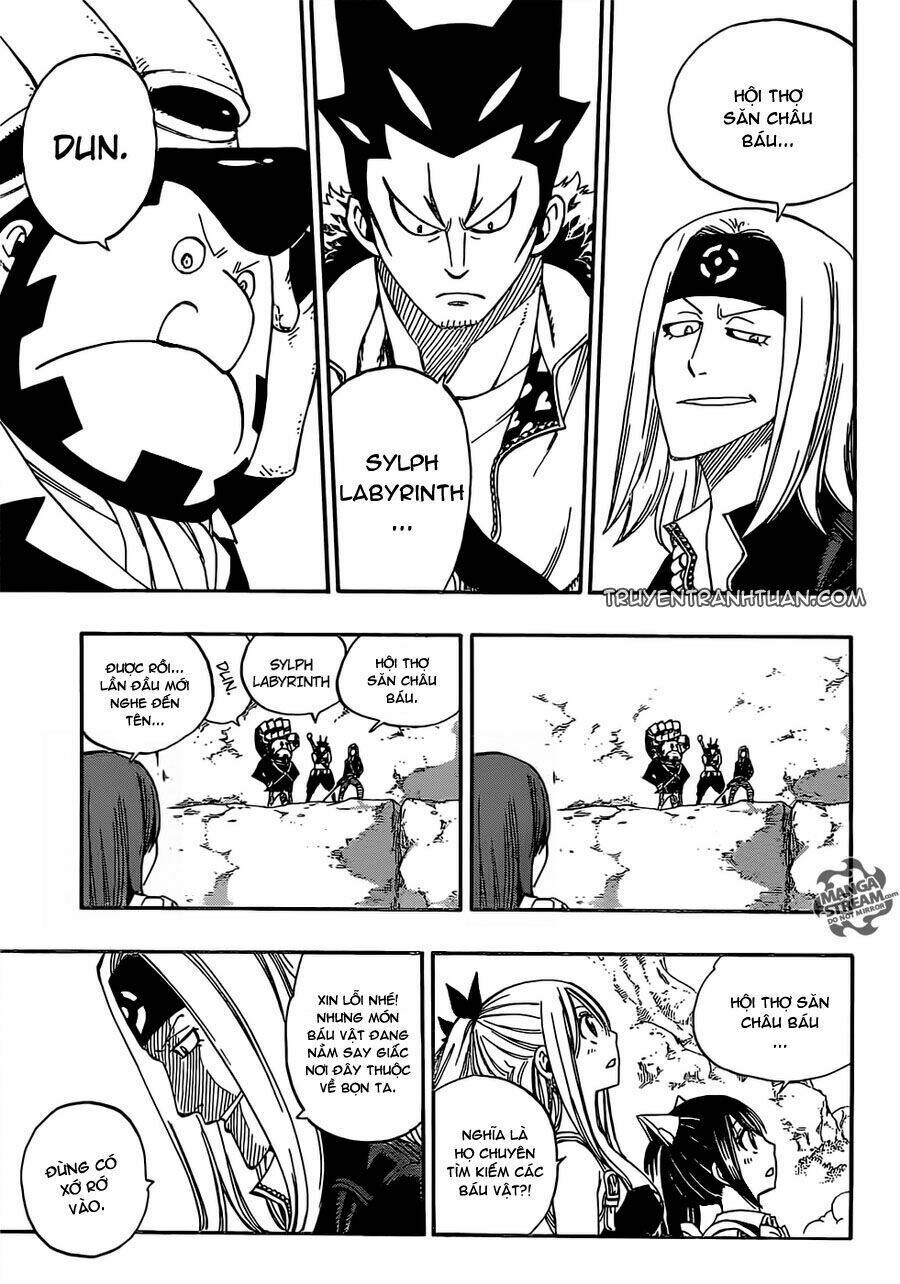 HỘI THỢ
SĂN CHÂU
BÁU...
SYLPH
LABYRINTH
...
DUN.
TRUYENTRANHTUAN.COM
HỘI THỢ
SĂN CHÂU
BÁU.
SYLPH
LABYRINTH
DUN.
ĐƯỢC RỒI...
LẦN ĐẦU MỚI
NGHE ĐẾN
TÊN...
MANGA
STREAM.com
DO NOT MIRROR
HỘI THỢ SĂN
CHÂU BÁU
...
NGHĨA LÀ
HỌ CHUYÊN
TÌM KIẾM CÁC
BÁU VẬT?!
XIN LỖI NHÉ!
NHƯNG MÓN
BÁU VẬT ĐANG
NẰM SAY GIẤC
NƠI ĐÂY THUỘC
VỀ BỌN TA.
ĐỪNG CÓ
XỚ RỚ
VÀO.